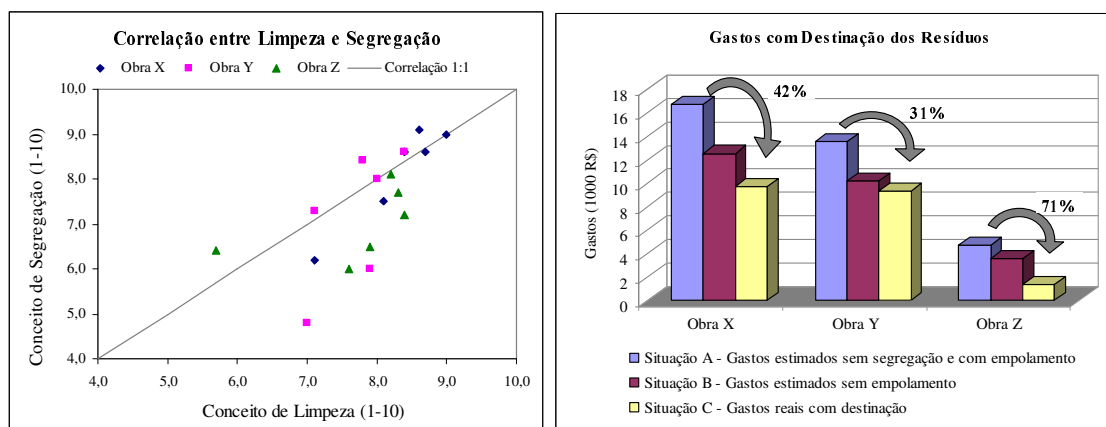 Correlação entre Limpeza e Segregação
Obra X Obra Y Obra Z Correlação 1:1
10,0
9,0
8,0
7,0
6,0
5,0
4,0
Conceito de Segregação (1-10)
4,0 5,0 6,0 7,0 8,0 9,0 10,0
Conceito de Limpeza (1-10)
Gastos com Destinação dos Resíduos
18
16
14
12
10
8
6
4
2
0
Gastos (1000 R$)
42%
31%
71%
Obra X Obra Y Obra Z
Situação A - Gastos estimados sem segregação e com empolamento
Situação B - Gastos estimados sem empolamento
Situação C - Gastos reais com destinação